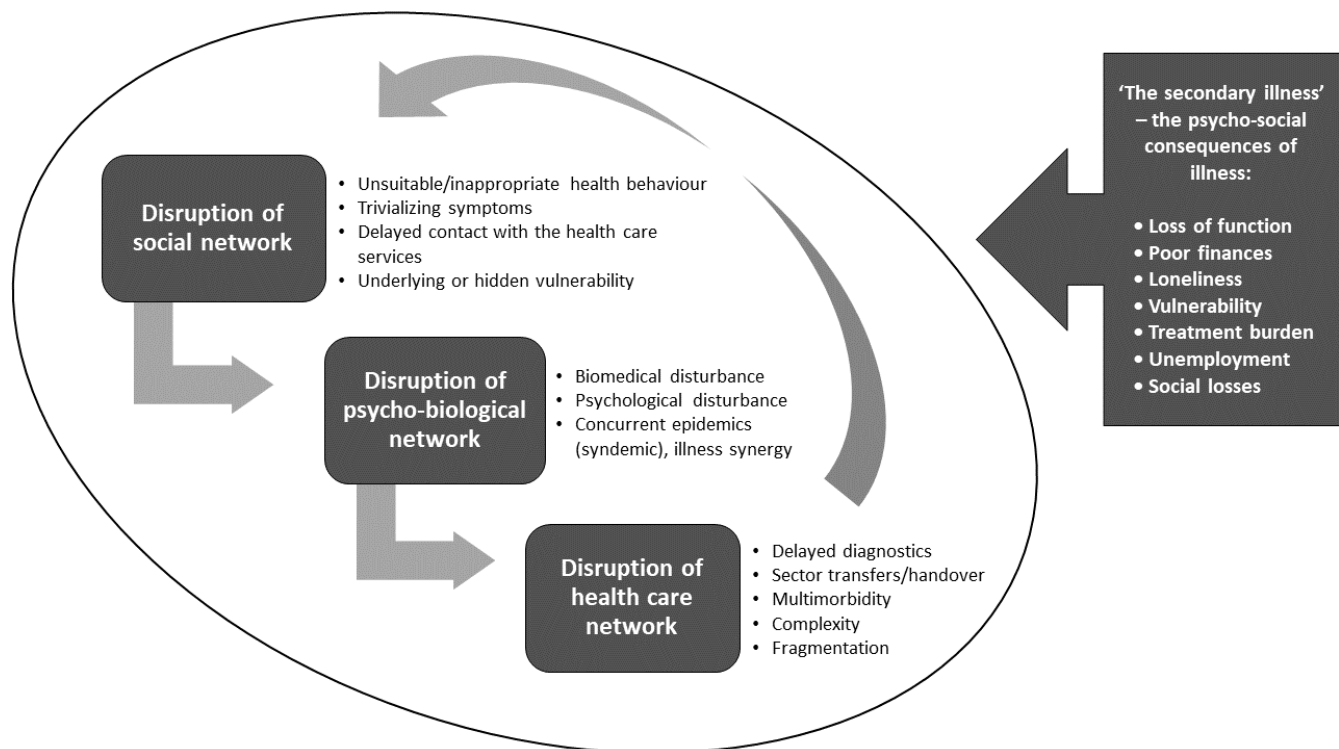 Disruption of
social network
• Unsuitable/inappropriate health behaviour
• Trivializing symptoms
• Delayed contact with the health care
services
• Underlying or hidden vulnerability
Disruption of
psycho-biological
network
• Biomedical disturbance
• Psychological disturbance
• Concurrent epidemics
(syndemic), illness synergy
Disruption of
health care
network
• Delayed diagnostics
• Sector transfers/handover
• Multimorbidity
• Complexity
• Fragmentation
‘The secondary illness’
– the psycho-social
consequences of
illness:
• Loss of function
• Poor finances
• Loneliness
• Vulnerability
• Treatment burden
• Unemployment
• Social losses